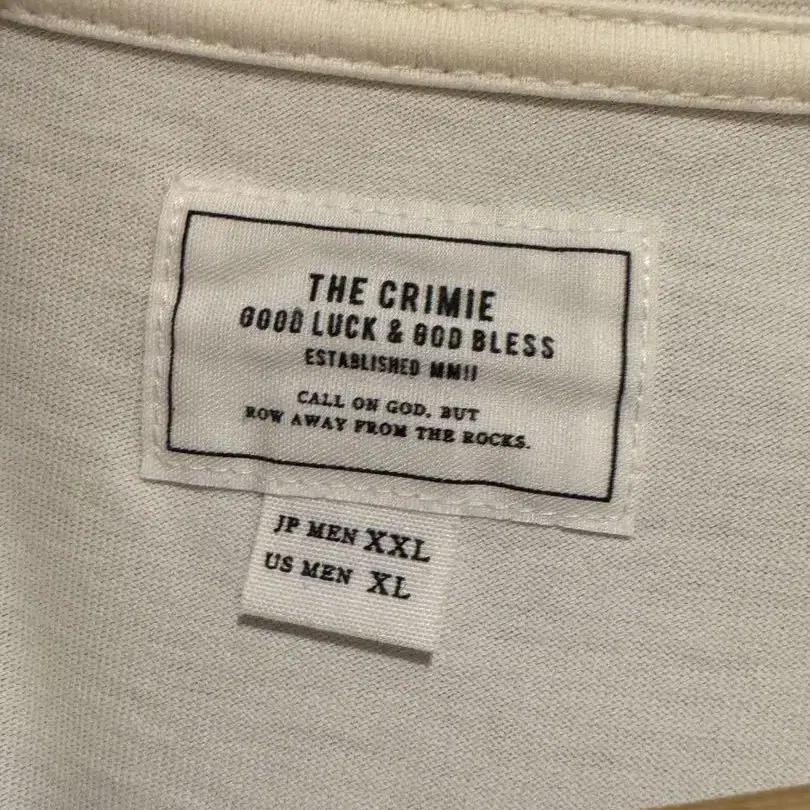 THE CRIMIE
GOOD LUCK & GOD BLESS
ESTABLISHED MMII
CALL ON GOD, BUT
ROW AWAY FROM THE ROCKS.
JP MEN XXL
US MEN XL